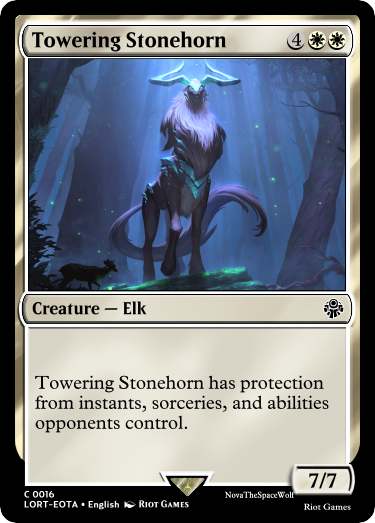 Towering Stonehorn 4
Creature — Elk
Towering Stonehorn has protection
from instants, sorceries, and abilities
opponents control.
7/7
C 0016
NovaTheSpaceWolf
LORT-EOTA • English RIOT GAMES
Riot Games